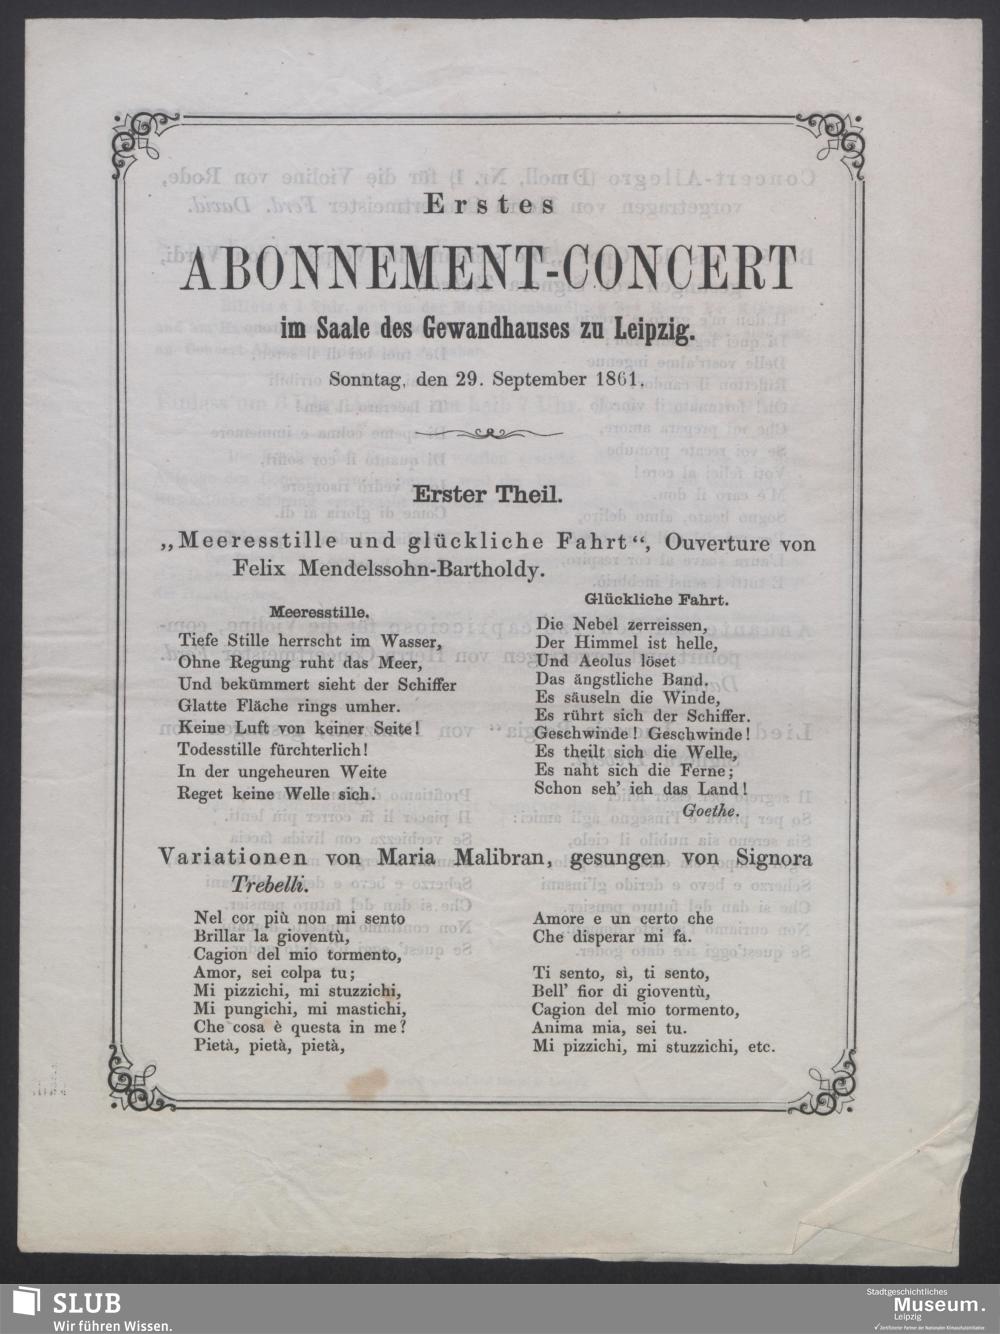 Erstes
ABONNEMENT-CONCERT
im Saale des Gewandhauses zu Leipzig.
Sonntag, den 29. September 1861.
Erster Theil.
„Meeresstille und glückliche Fahrt“, Ouverture von
Felix Mendelssohn-Bartholdy.
Meeresstille.
Tiefe Stille herrscht im Wasser,
Ohne Regung ruht das Meer,
Und bekümmert sieht der Schiffer
Glatte Fläche rings umher.
Keine Luft von keiner Seite!
Todesstille fürchterlich!
In der ungeheuren Weite
Reget keine Welle sich.
Glückliche Fahrt.
Die Nebel zerreissen,
Der Himmel ist helle,
Und Aeolus löset
Das ängstliche Band.
Es säuseln die Winde,
Es rührt sich der Schiffer.
Geschwinde! Geschwinde!
Es theilt sich die Welle,
Es naht sich die Ferne;
Schon seh' ich das Land!
Goethe.
Variationen von Maria Malibran, gesungen von Signora
Trebelli.
Nel cor più non mi sento
Brillar la gioventù,
Cagion del mio tormento,
Amor, sei colpa tu;
Mi pizzichi, mi stuzzichi,
Mi pungichi, mi mastichi,
Che cosa è questa in me?
Pietà, pietà, pietà,
Amore e un certo che
Che disperar mi fa.
Ti sento, sì, ti sento,
Bell' fior di gioventù,
Cagion del mio tormento,
Anima mia, sei tu.
Mi pizzichi, mi stuzzichi, etc.
SLUB
Wir führen Wissen.
Stadtgeschichtliches
Museum.
Leipzig
Zertifizierter Partner der Nationalen Klimaschutzinitiative